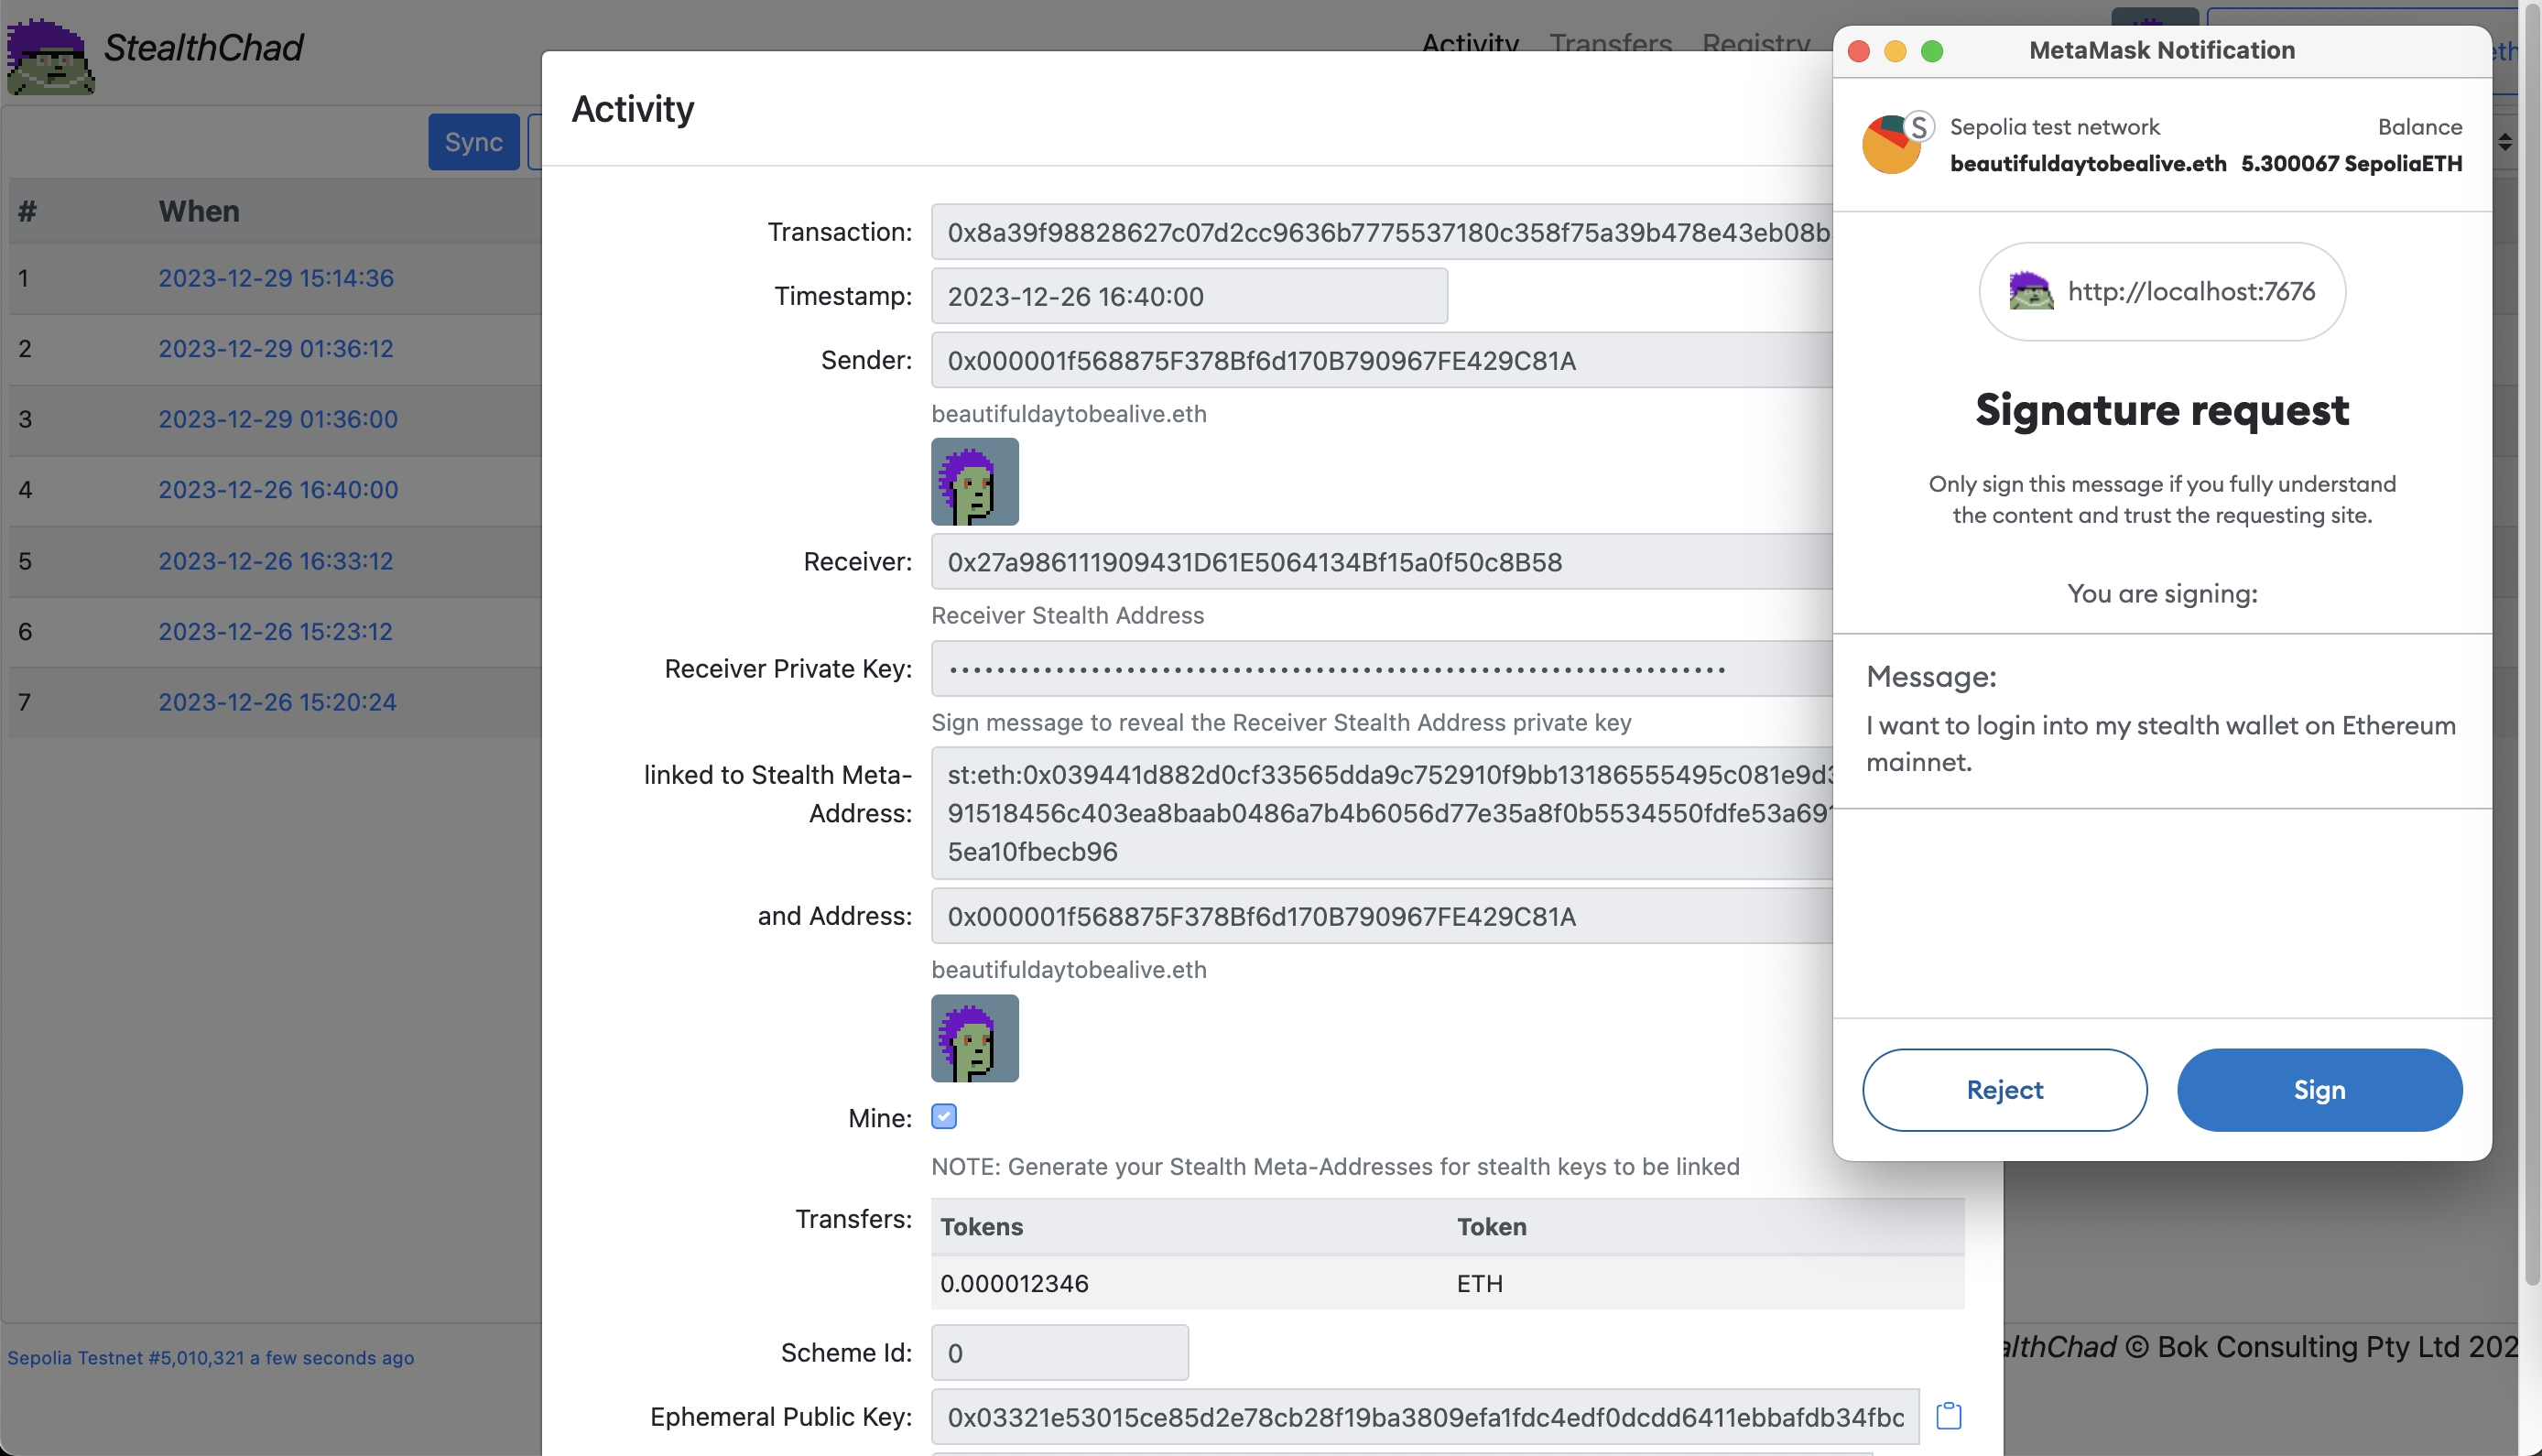 StealthChad
Activity Transfers Registry
Sync
# When
1 2023-12-29 15:14:36
2 2023-12-29 01:36:12
3 2023-12-29 01:36:00
4 2023-12-26 16:40:00
5 2023-12-26 16:33:12
6 2023-12-26 15:23:12
7 2023-12-26 15:20:24
Sepolia Testnet #5,010,321 a few seconds ago
Activity
Transaction: 0x8a39f98828627c07d2cc9636b7775537180c358f75a39b478e43eb08b
Timestamp: 2023-12-26 16:40:00
Sender: 0x000001f568875F378Bf6d170B790967FE429C81A
beautifuldaytobealive.eth
Receiver: 0x27a986111909431D61E5064134Bf15a0f50c8B58
Receiver Stealth Address
Receiver Private Key:
Sign message to reveal the Receiver Stealth Address private key
linked to Stealth Meta-
Address:
st:eth:0x039441d882d0cf33565dda9c752910f9bb13186555495c081e9d3
91518456c403ea8baab0486a7b4b6056d77e35a8f0b5534550fdfe53a691
5ea10fbecb96
and Address: 0x000001f568875F378Bf6d170B790967FE429C81A
beautifuldaytobealive.eth
Mine:
NOTE: Generate your Stealth Meta-Addresses for stealth keys to be linked
Transfers:
Tokens Token
0.000012346 ETH
Scheme Id: 0
Ephemeral Public Key: 0x03321e53015ce85d2e78cb28f19ba3809efa1fdc4edf0dcdd6411ebbafdb34fbc
MetaMask Notification
S
Sepolia test network Balance
beautifuldaytobealive.eth 5.300067 SepoliaETH
http://localhost:7676
Signature request
Only sign this message if you fully understand
the content and trust the requesting site.
You are signing:
Message:
I want to login into my stealth wallet on Ethereum
mainnet.
Reject Sign
althChad © Bok Consulting Pty Ltd 202